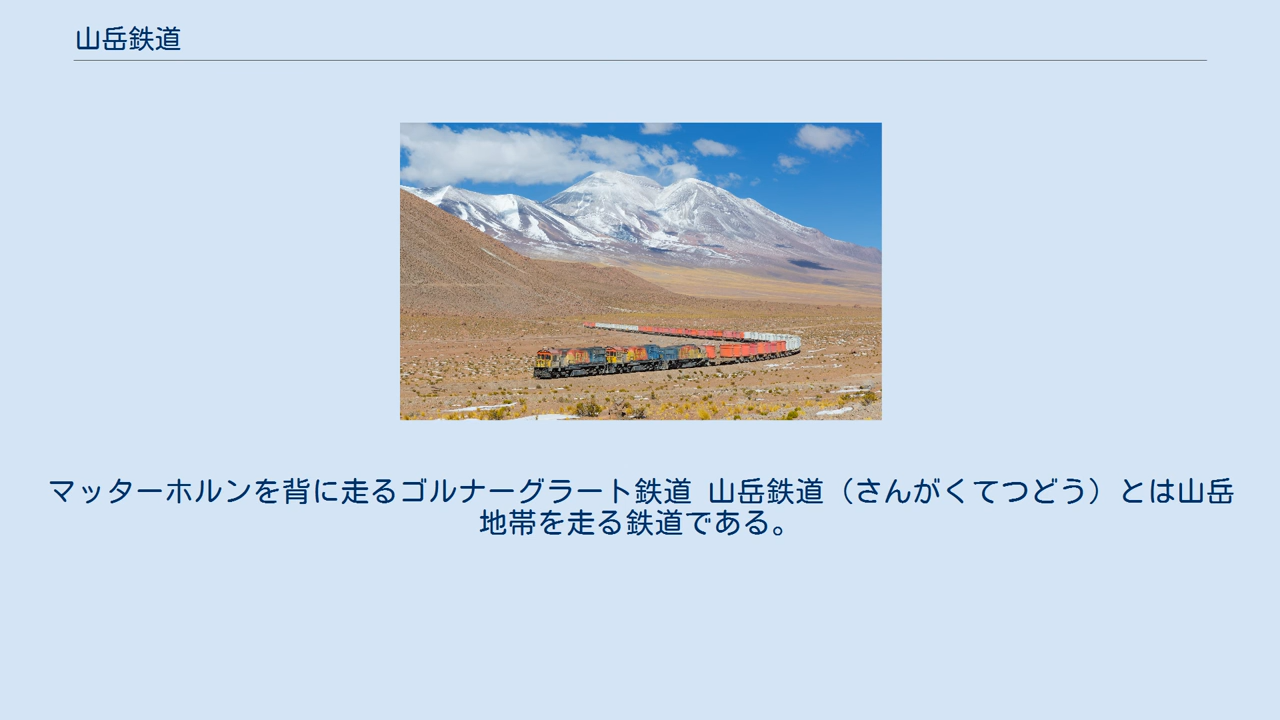 山岳鉄道
マッターホルンを背に走るゴルナーグラート鉄道 山岳鉄道（さんがくてつどう）とは山岳
地帯を走る鉄道である。